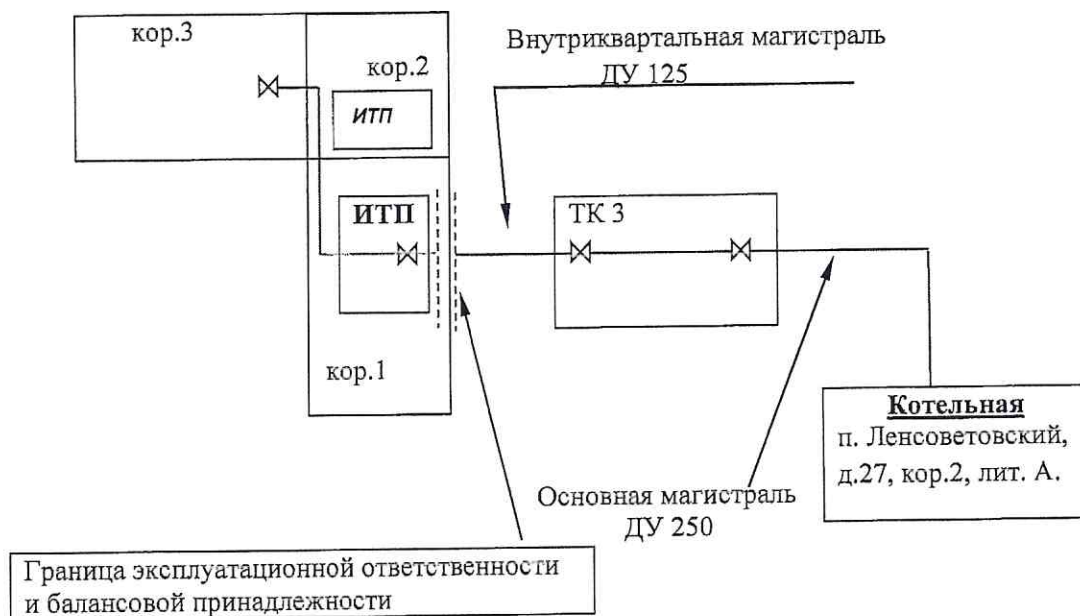 кор.3
Внутриквартальная магистраль
ДУ 125
кор.2
ИТП
ИТП
ТК 3
кор.1
Котельная
п. Ленсоветовский,
д.27, кор.2, лит. А.
Основная магистраль
ДУ 250
Граница эксплуатационной ответственности
и балансовой принадлежности